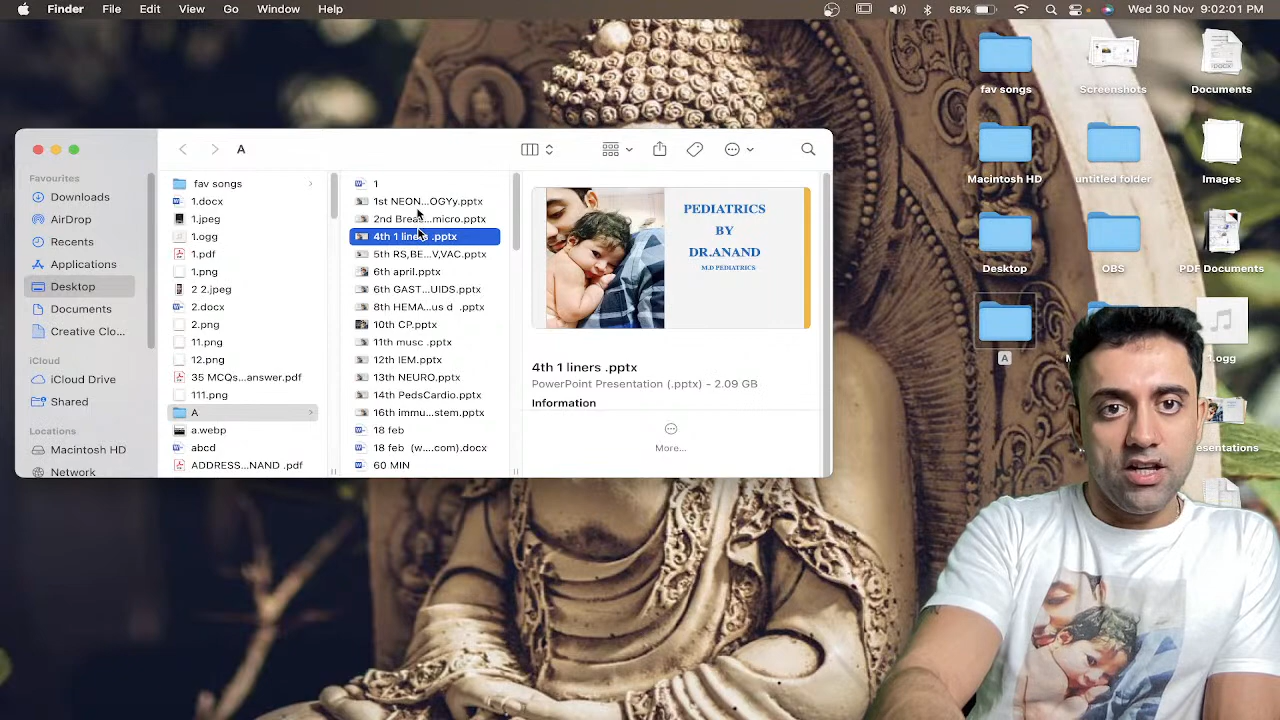 Finder File Edit View Go Window Help 68% Wed 30 Nov 9:02:01 PM
A
Favourites
Downloads
AirDrop
Recents
Applications
Desktop
Documents
Creative Clo...
iCloud
iCloud Drive
Shared
Locations
Macintosh HD
Network
fav songs
1.docx
1.jpeg
1.ogg
1.pdf
1.png
2 2.jpeg
2.docx
2.png
11.png
12.png
35 MCQs...answer.pdf
111.png
A
a.webp
abcd
ADDRESS...NAND .pdf
1
1st NEON...OGYy.pptx
4th 1 liners .pptx
5th RS,BE...V,VAC.pptx
6th april.pptx
6th GAST...UIDS.pptx
8th HEMA...us d .pptx
10th CP.pptx
11th musc .pptx
12th IEM.pptx
13th NEURO.pptx
14th PedsCardio.pptx
16th immu...stem.pptx
18 feb
18 feb (w....com).docx
60 MIN
PEDIATRICS
BY
DR.ANAND
M.D PEDIATRICS
4th 1 liners .pptx
PowerPoint Presentation (.pptx) - 2.09 GB
Information
More...
fav songs
Screenshots
Documents
Macintosh HD
untitled folder
Images
Desktop
OBS
PDF Documents
A
1.ogg